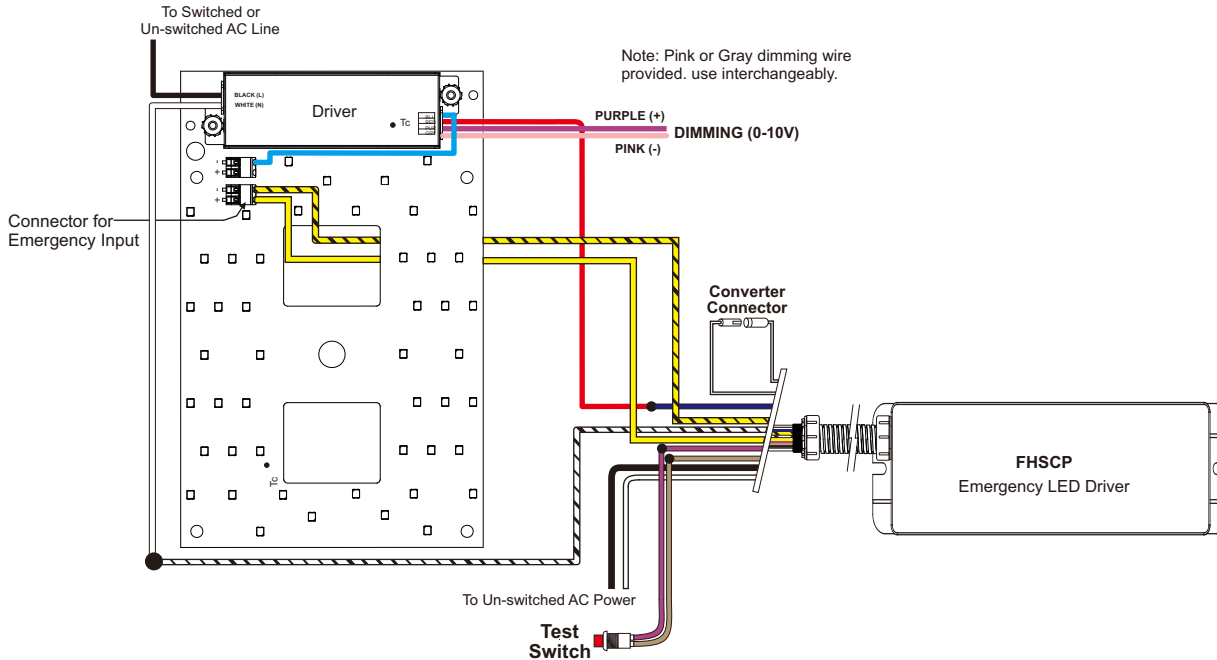 To Switched or
Un-switched AC Line
Note: Pink or Gray dimming wire
provided. use interchangeably.
BLACK (L)
WHITE (N)
Driver
Tc
PURPLE (+)
DIMMING (0-10V)
PINK (-)
-
+
-
+
Connector for
Emergency Input
Converter
Connector
FHSCP
Emergency LED Driver
Tc
To Un-switched AC Power
Test
Switch